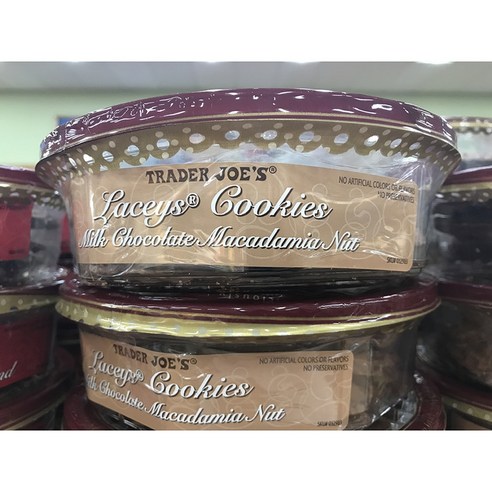 TRADER JOE'S®
Laceys® Cookies
Milk Chocolate Macadamia Nut
NO ARTIFICIAL COLORS OR FLAVORS
NO PRESERVATIVES
TRADER JOE'S®
Laceys® Cookies
Milk Chocolate Macadamia Nut
NO ARTIFICIAL COLORS OR FLAVORS
NO PRESERVATIVES